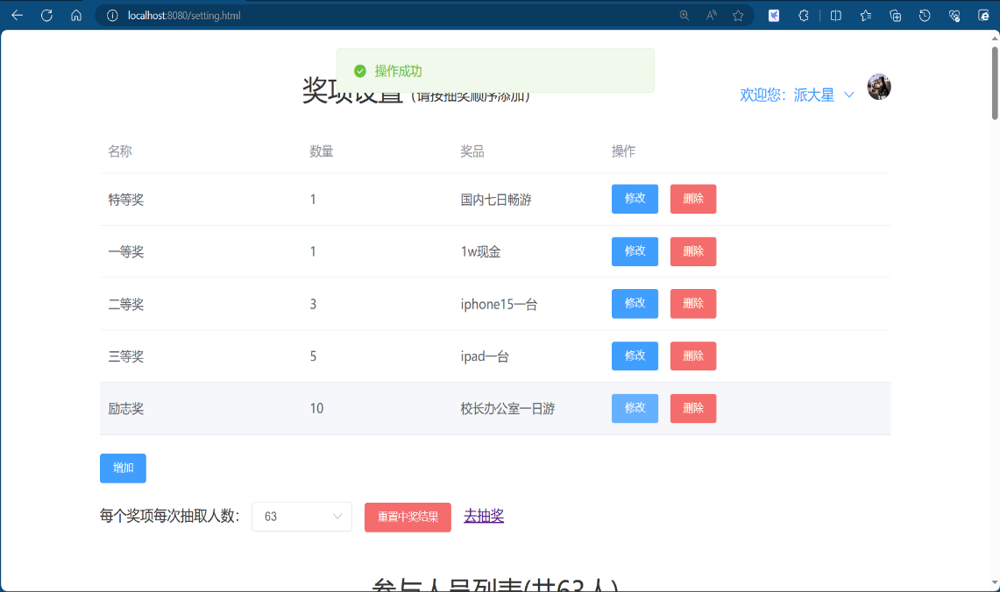 localhost:8080/setting.html
操作成功
奖项设置 (请按抽奖顺序添加)
欢迎您：派大星
名称 数量 奖品 操作
特等奖 1 国内七日畅游 修改 删除
一等奖 1 1w现金 修改 删除
二等奖 3 iphone15一台 修改 删除
三等奖 5 ipad一台 修改 删除
励志奖 10 校长办公室一日游 修改 删除
增加
每个奖项每次抽取人数： 63 重置中奖结果 去抽奖
参与人员列表(共63人)